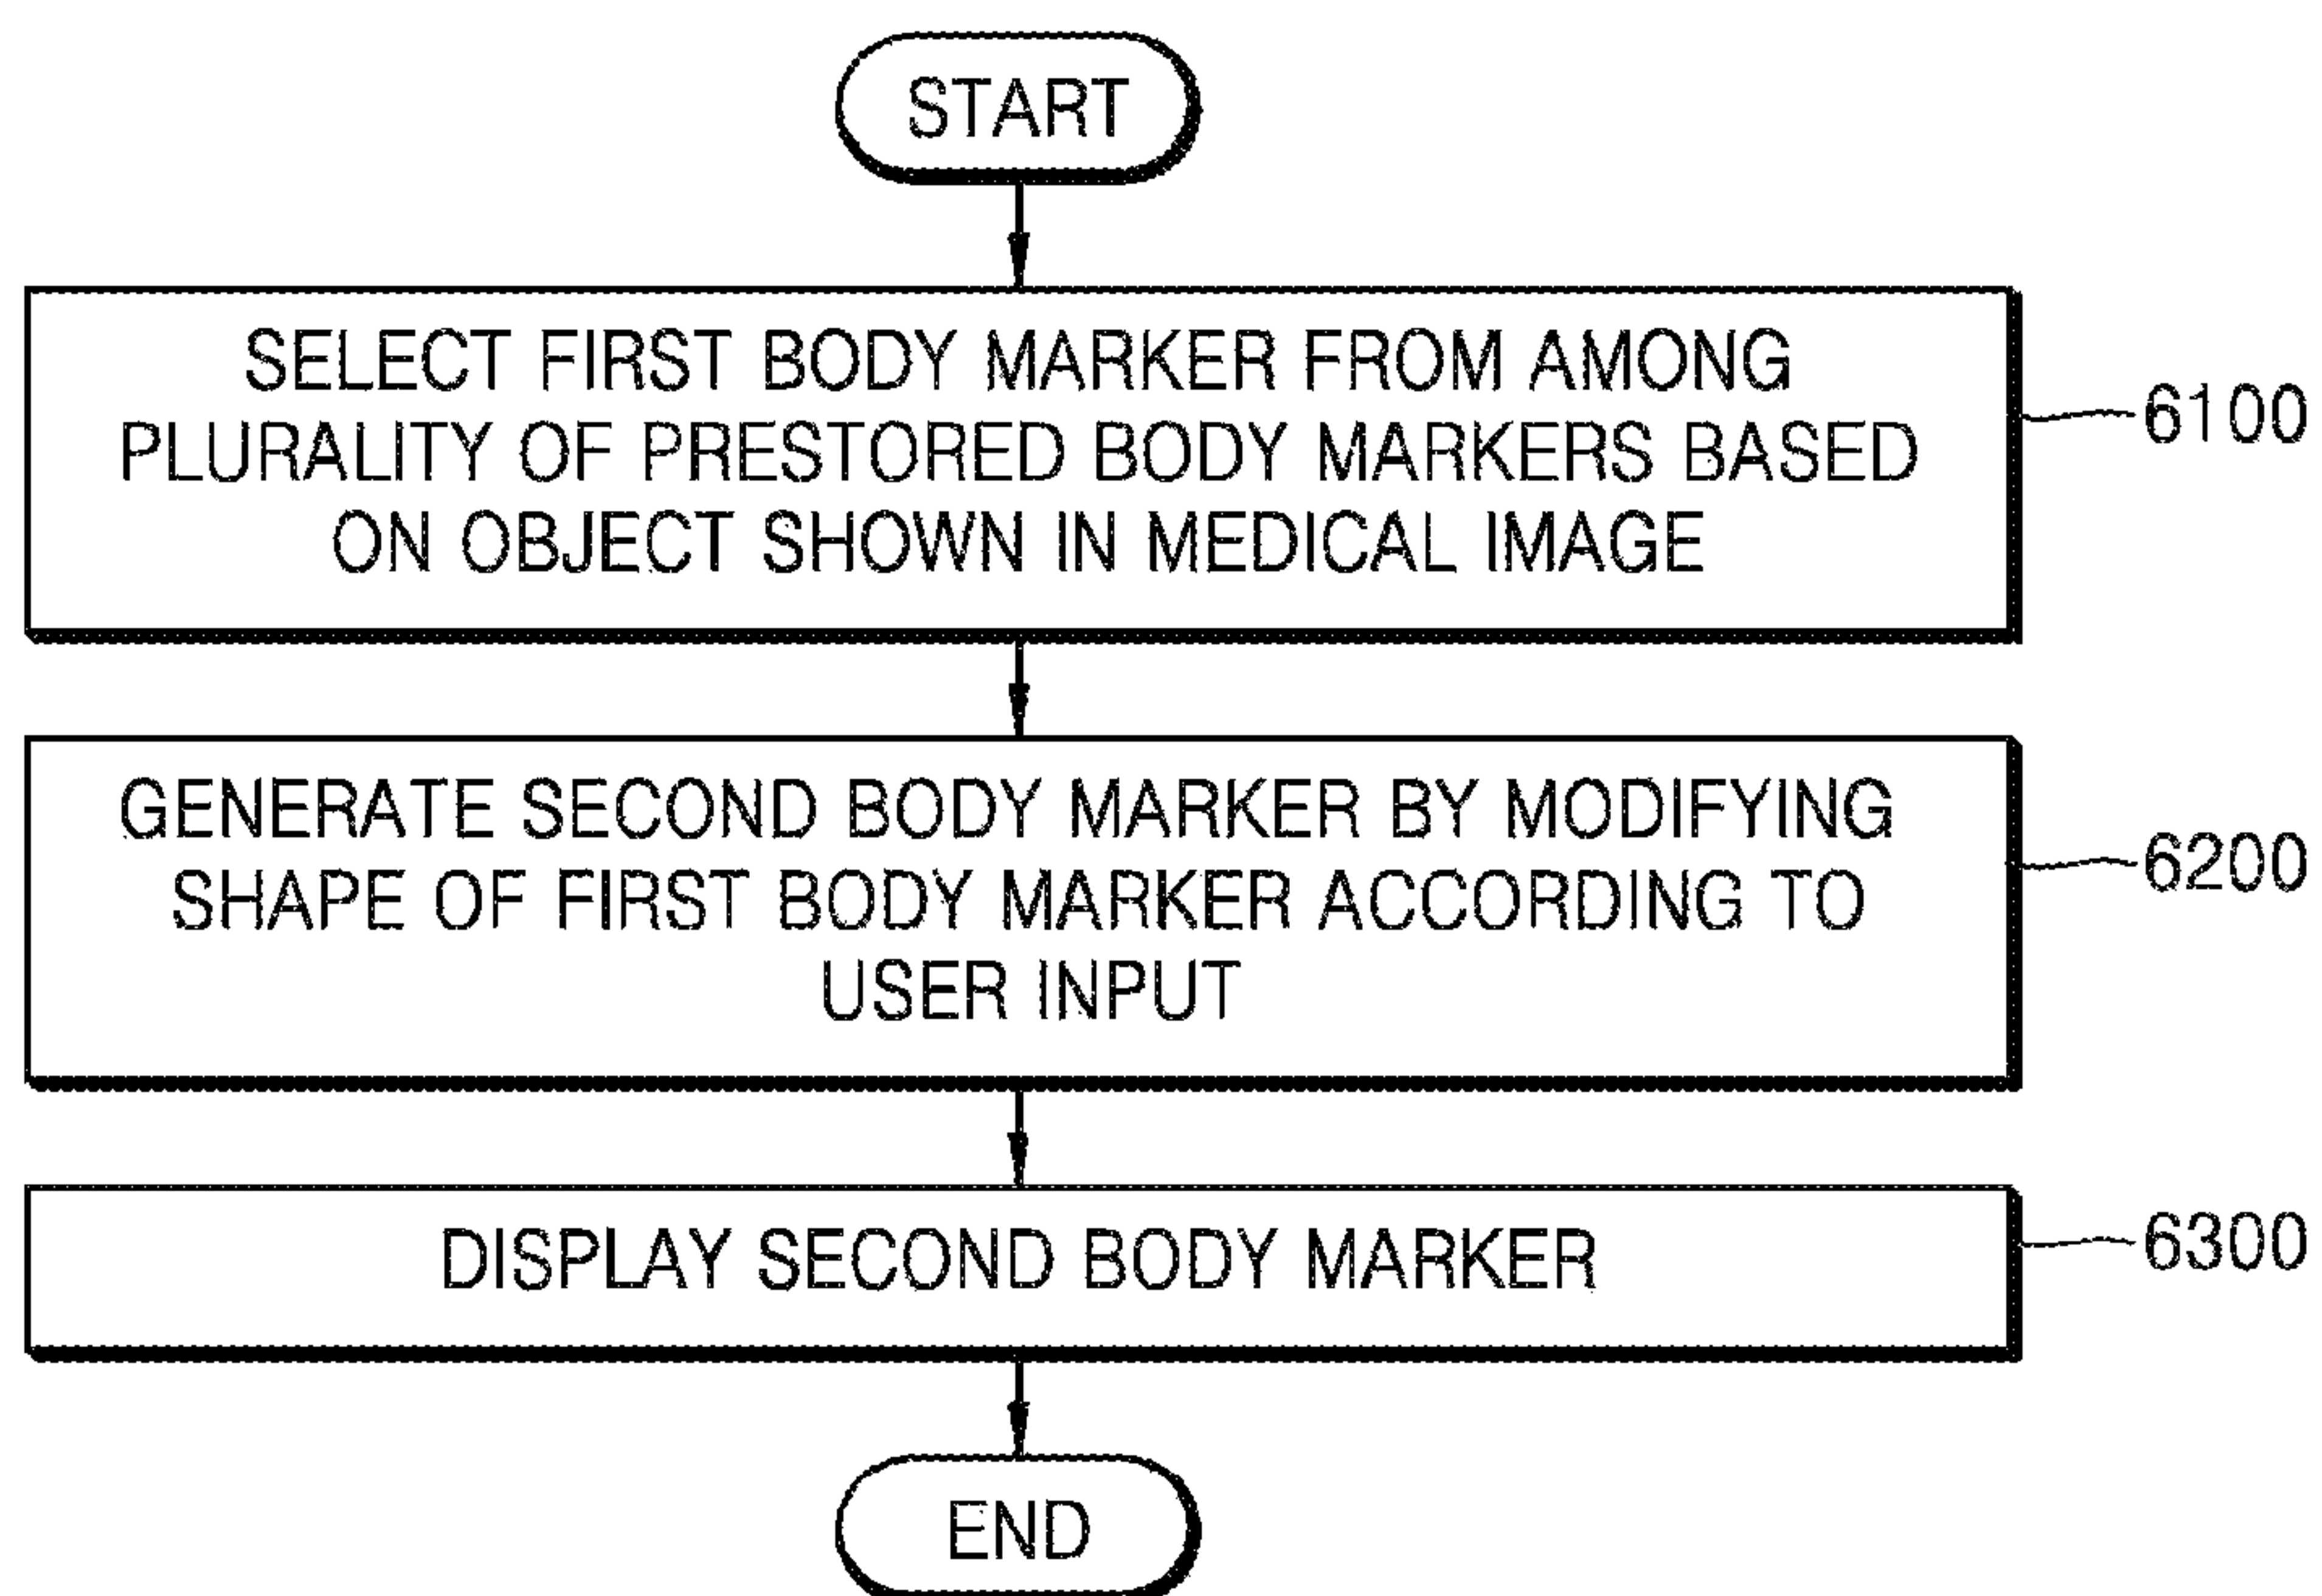 START
SELECT FIRST BODY MARKER FROM AMONG
PLURALITY OF PRESTORED BODY MARKERS BASED
ON OBJECT SHOWN IN MEDICAL IMAGE
6100
GENERATE SECOND BODY MARKER BY MODIFYING
SHAPE OF FIRST BODY MARKER ACCORDING TO
USER INPUT
6200
DISPLAY SECOND BODY MARKER
6300
END